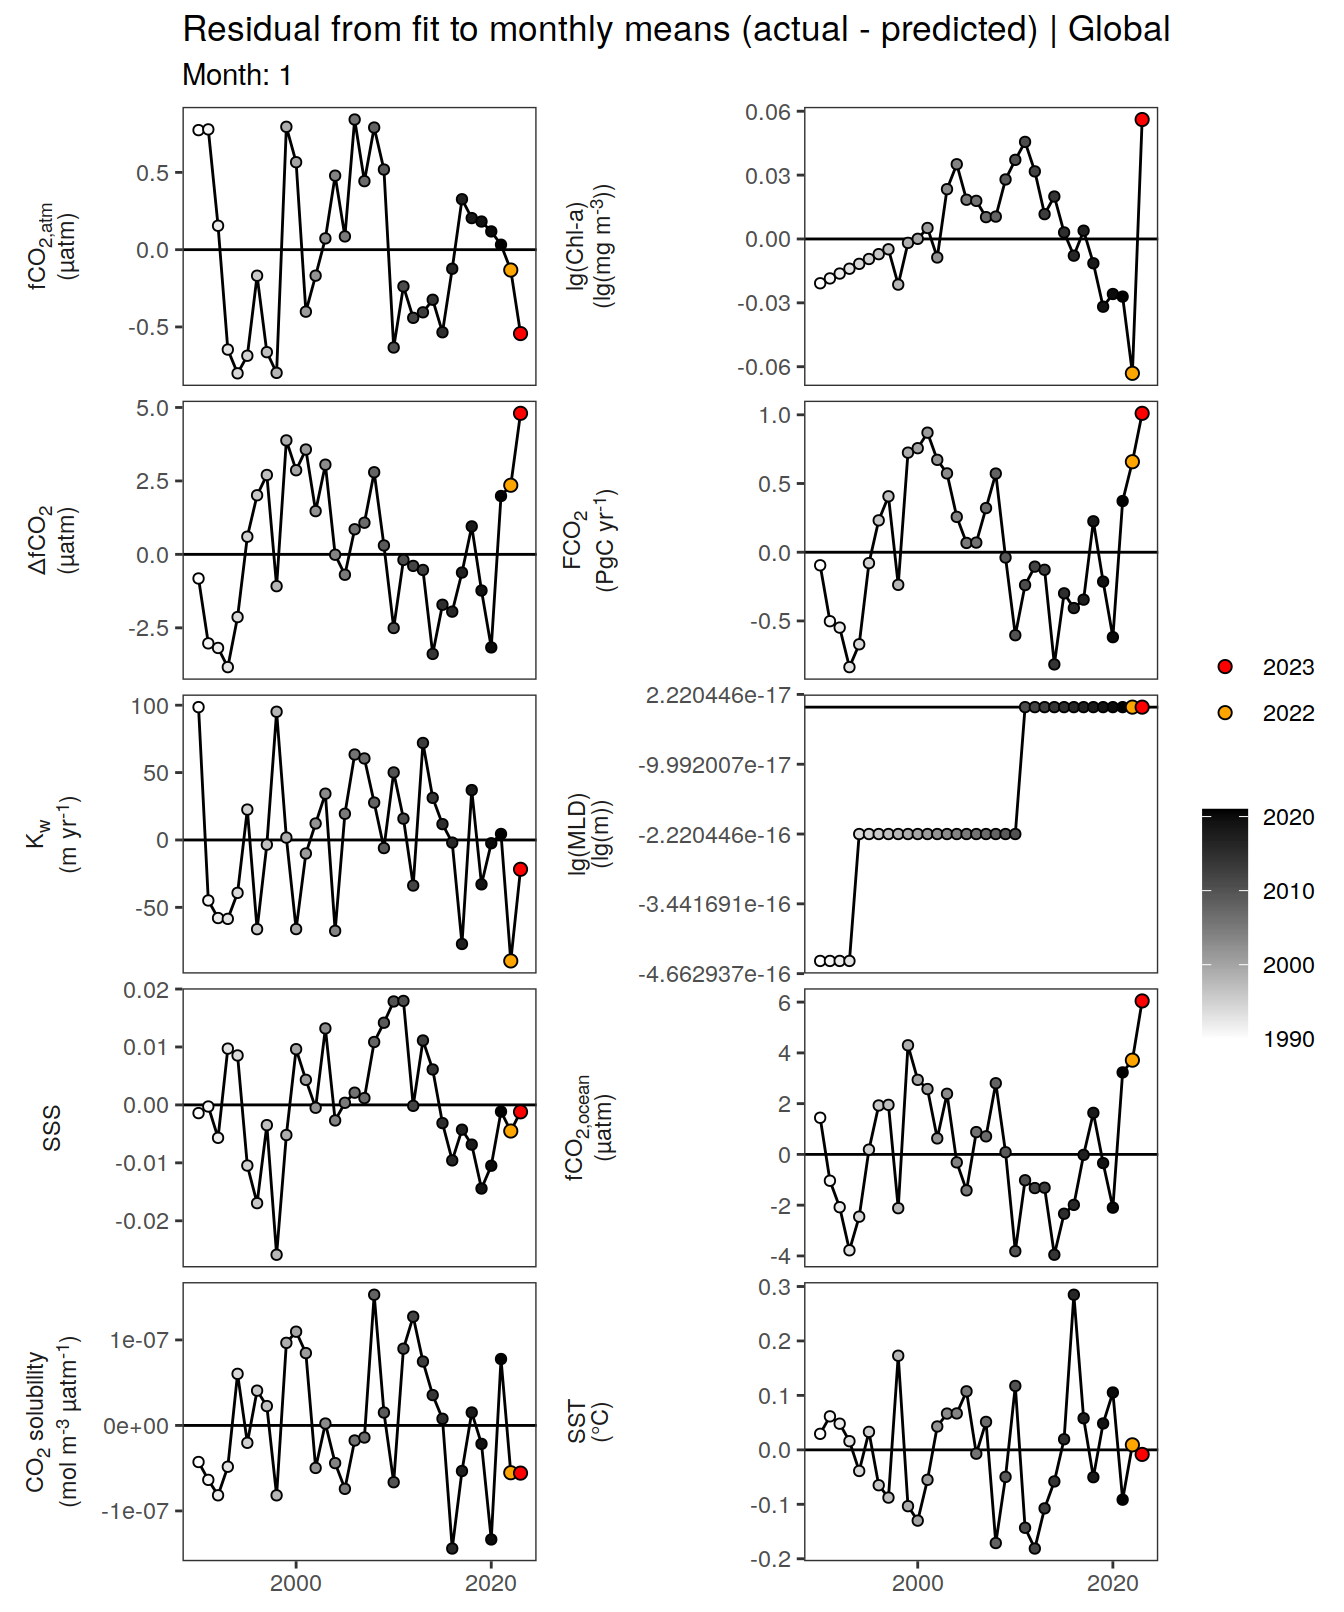 Residual from fit to monthly means (actual - predicted) | Global
Month: 1
fCO2,atm
(µatm)
0.5
0.0
-0.5
lg(Chl-a)
(lg(mg m-3))
0.06
0.03
0.00
-0.03
-0.06
ΔfCO2
(µatm)
5.0
2.5
0.0
-2.5
FCO2
(PgC yr-1)
1.0
0.5
0.0
-0.5
Kw
(m yr-1)
100
50
0
-50
lg(MLD)
(lg(m))
2.220446e-17
-9.992007e-17
-2.220446e-16
-3.441691e-16
-4.662937e-16
SSS
0.02
0.01
0.00
-0.01
-0.02
fCO2,ocean
(µatm)
6
4
2
0
-2
-4
CO2 solubility
(mol m-3 µatm-1)
1e-07
0e+00
-1e-07
2000
2020
SST
(°C)
0.3
0.2
0.1
0.0
-0.1
-0.2
2000
2020
2023
2022
2020
2010
2000
1990